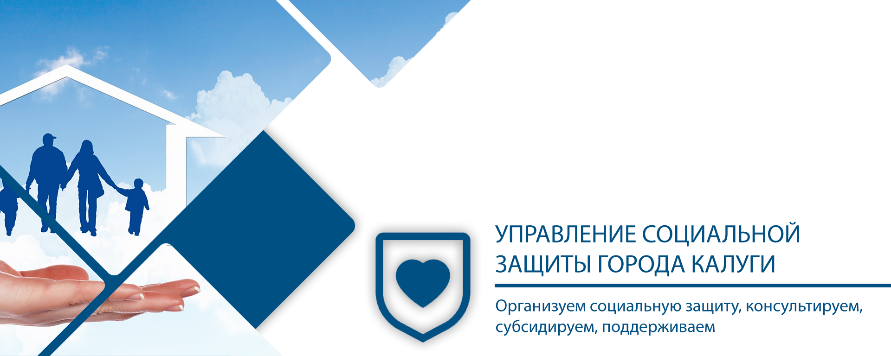 УПРАВЛЕНИЕ СОЦИАЛЬНОЙ
ЗАЩИТЫ ГОРОДА КАЛУГИ
Организуем социальную защиту, консультируем,
субсидируем, поддерживаем